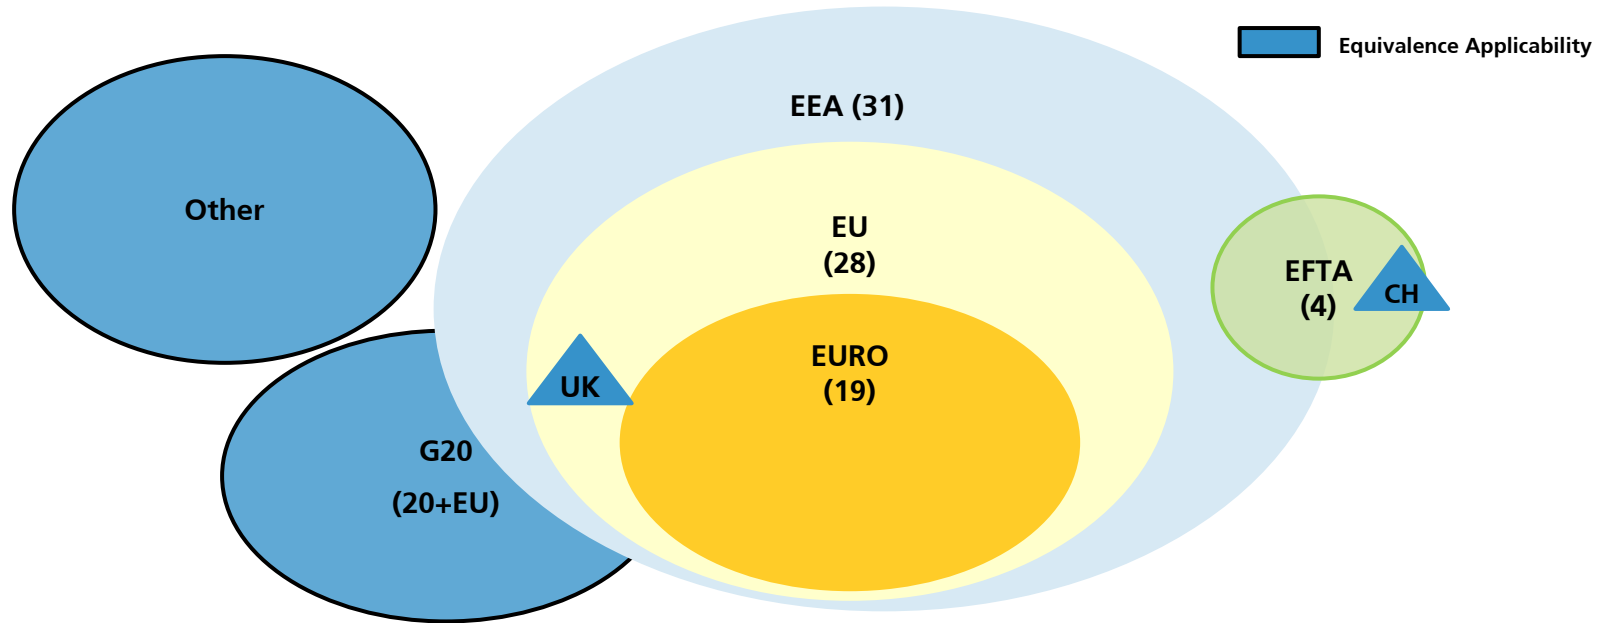 Equivalence Applicability
EEA (31)
Other
EU
(28)
EFTA
(4)
CH
EURO
(19)
UK
G20
(20+EU)